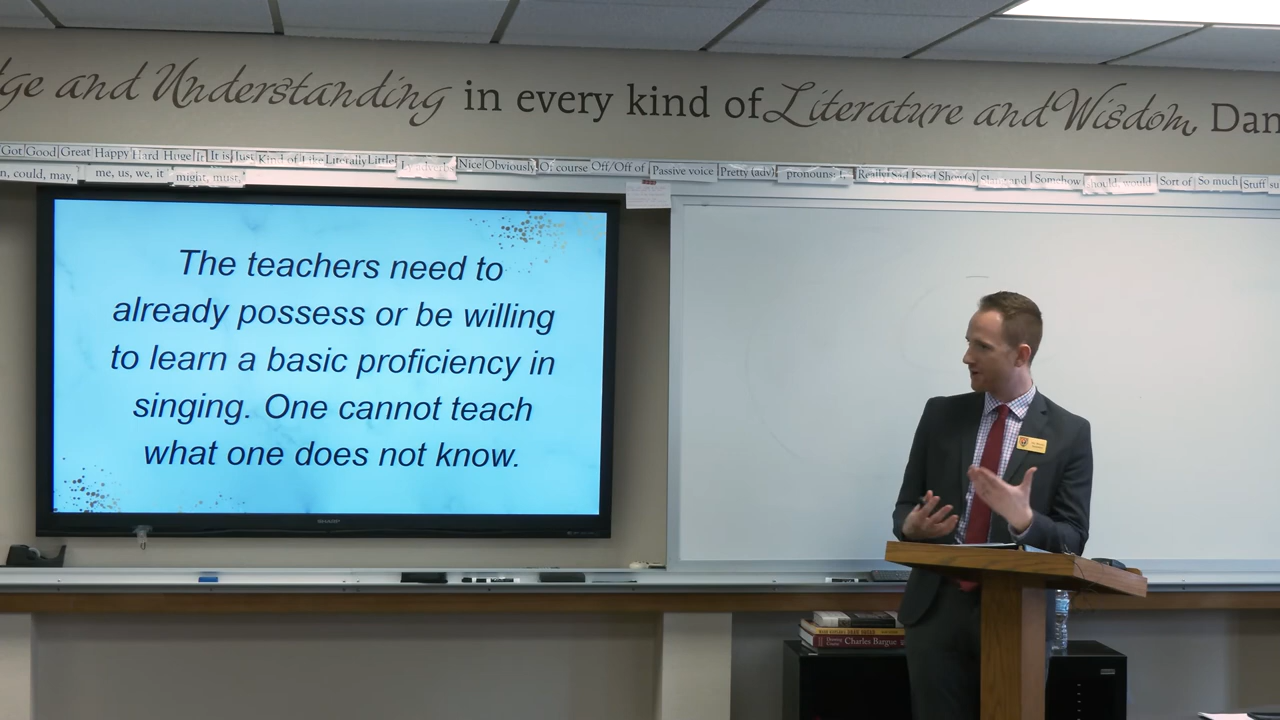 ge and Understanding in every kind of Literature and Wisdom, Dan
Got Good Great Happy Hard Huge It is Just Kind of Like Literally Little Nice Obviously Of course Off/Off of Passive voice Pretty (adv) pronouns: I, Really Sad Said She(s) Somehow should, would Sort of So much Stuff
n, could, may, me, us, we, it might, must,
The teachers need to
already possess or be willing
to learn a basic proficiency in
singing. One cannot teach
what one does not know.
SHARP
Charles Bargue